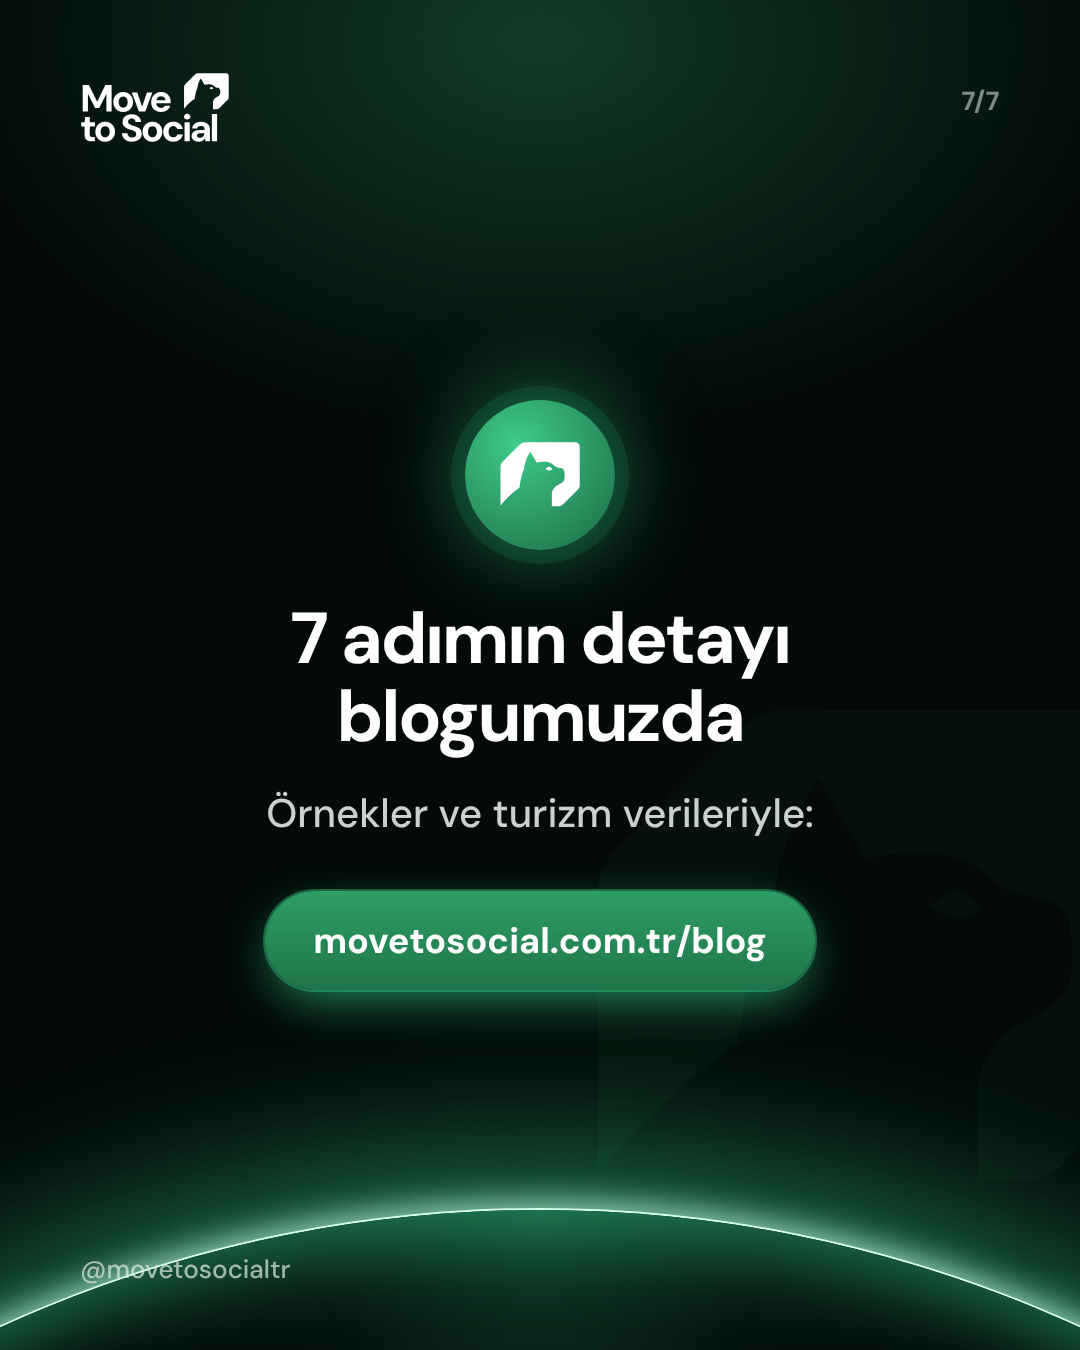 Move
to Social
7/7
7 adımın detayı
blogumuzda
Örnekler ve turizm verileriyle:
movetosocial.com.tr/blog
@movetosocialtr